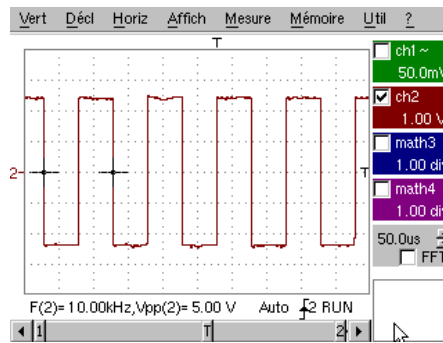 Vert Décl Horiz Affich Mesure Mémoire Util ?
T
ch1 ~
50.0mV
ch2
1.00 V
2
T
math3
1.00 div
math4
1.00 div
50.0us
FFT
F(2)= 10.00kHz,Vpp(2)= 5.00 V Auto 2 RUN
1 T 2